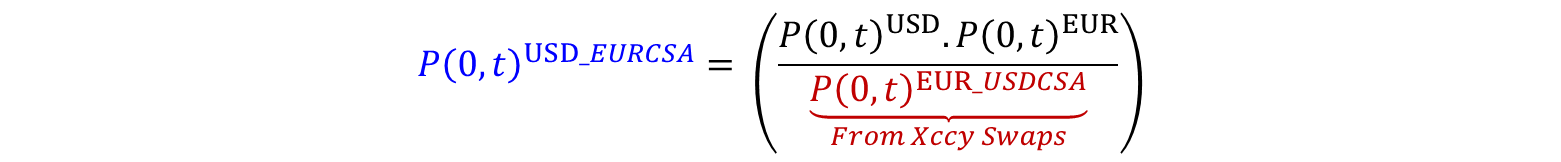 P(0, t)^USD_EURCSA = (P(0, t)^USD . P(0, t)^EUR / P(0, t)^EUR_USDCSA)
From Xccy Swaps